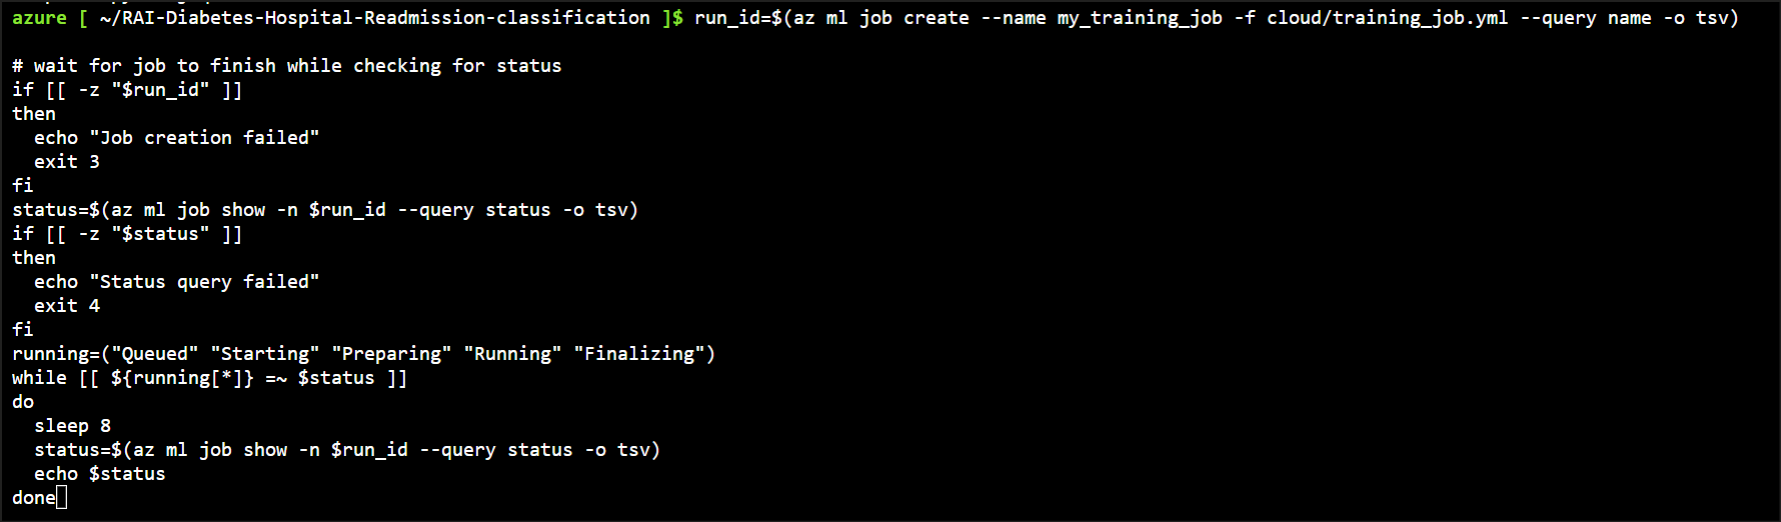 azure [ ~/RAI-Diabetes-Hospital-Readmission-classification ]$ run_id=$(az ml job create --name my_training_job -f cloud/training_job.yml --query name -o tsv)
# wait for job to finish while checking for status
if [[ -z "$run_id" ]]
then
  echo "Job creation failed"
  exit 3
fi
status=$(az ml job show -n $run_id --query status -o tsv)
if [[ -z "$status" ]]
then
  echo "Status query failed"
  exit 4
fi
running=("Queued" "Starting" "Preparing" "Running" "Finalizing")
while [[ ${running[*]} =~ $status ]]
do
  sleep 8
  status=$(az ml job show -n $run_id --query status -o tsv)
  echo $status
done